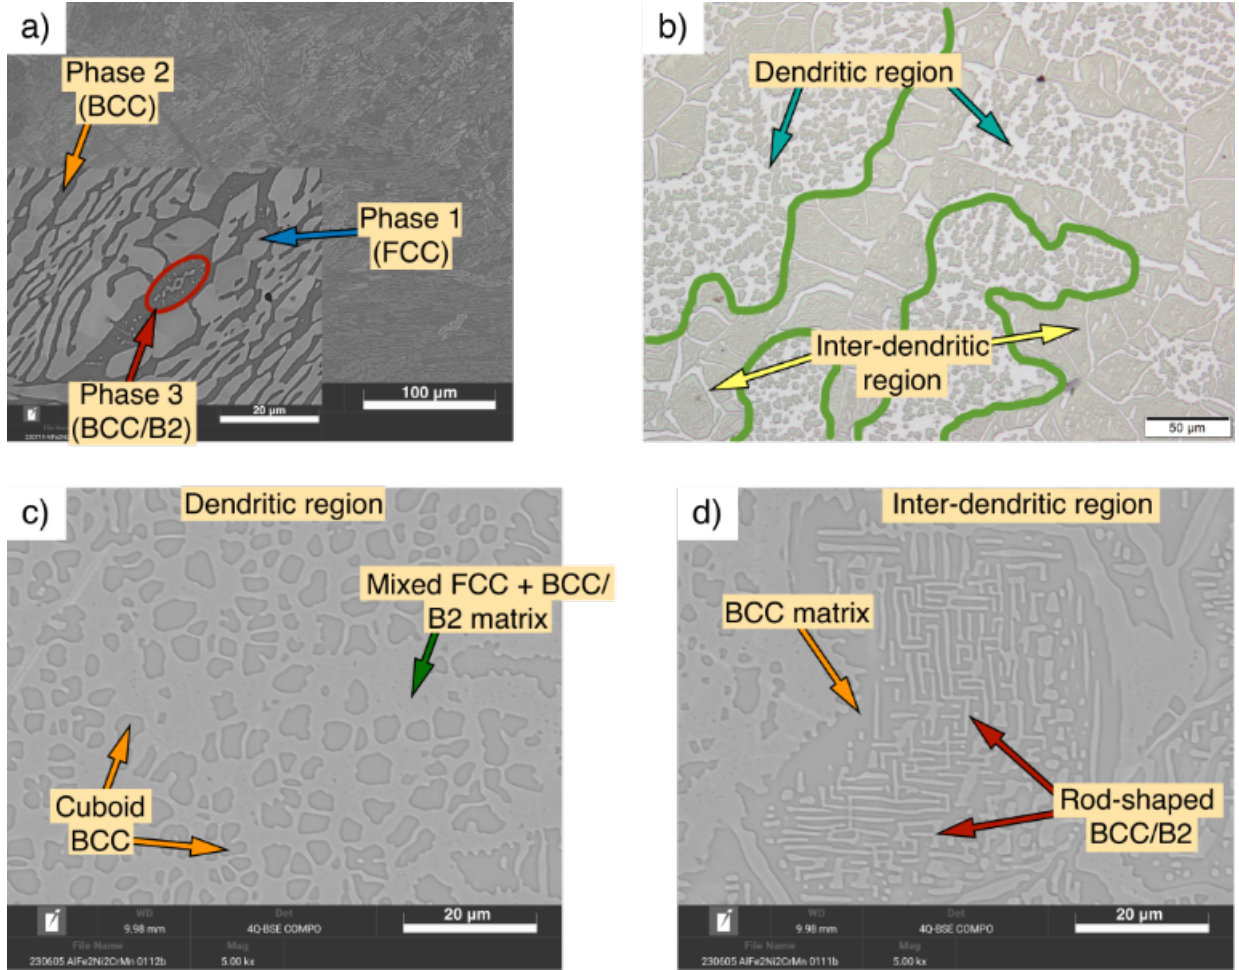 a)
Phase 2
(BCC)
Phase 1
(FCC)
Phase 3
(BCC/B2)
20 µm
100 µm
b)
Dendritic region
Inter-dendritic
region
50 µm
c)
Dendritic region
Mixed FCC + BCC/
B2 matrix
Cuboid
BCC
WD
Det
9.98 mm
4Q-BSE COMPO
20 µm
File Name
Mag
230605 AlFe2Ni2CrMn 0112b
5.00 kx
d)
Inter-dendritic region
BCC matrix
Rod-shaped
BCC/B2
WD
Det
9.98 mm
4Q-BSE COMPO
20 µm
File Name
Mag
230605 AlFe2Ni2CrMn 0111b
5.00 kx